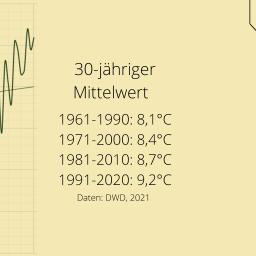 30-jähriger
Mittelwert
1961-1990: 8,1°C
1971-2000: 8,4°C
1981-2010: 8,7°C
1991-2020: 9,2°C
Daten: DWD, 2021